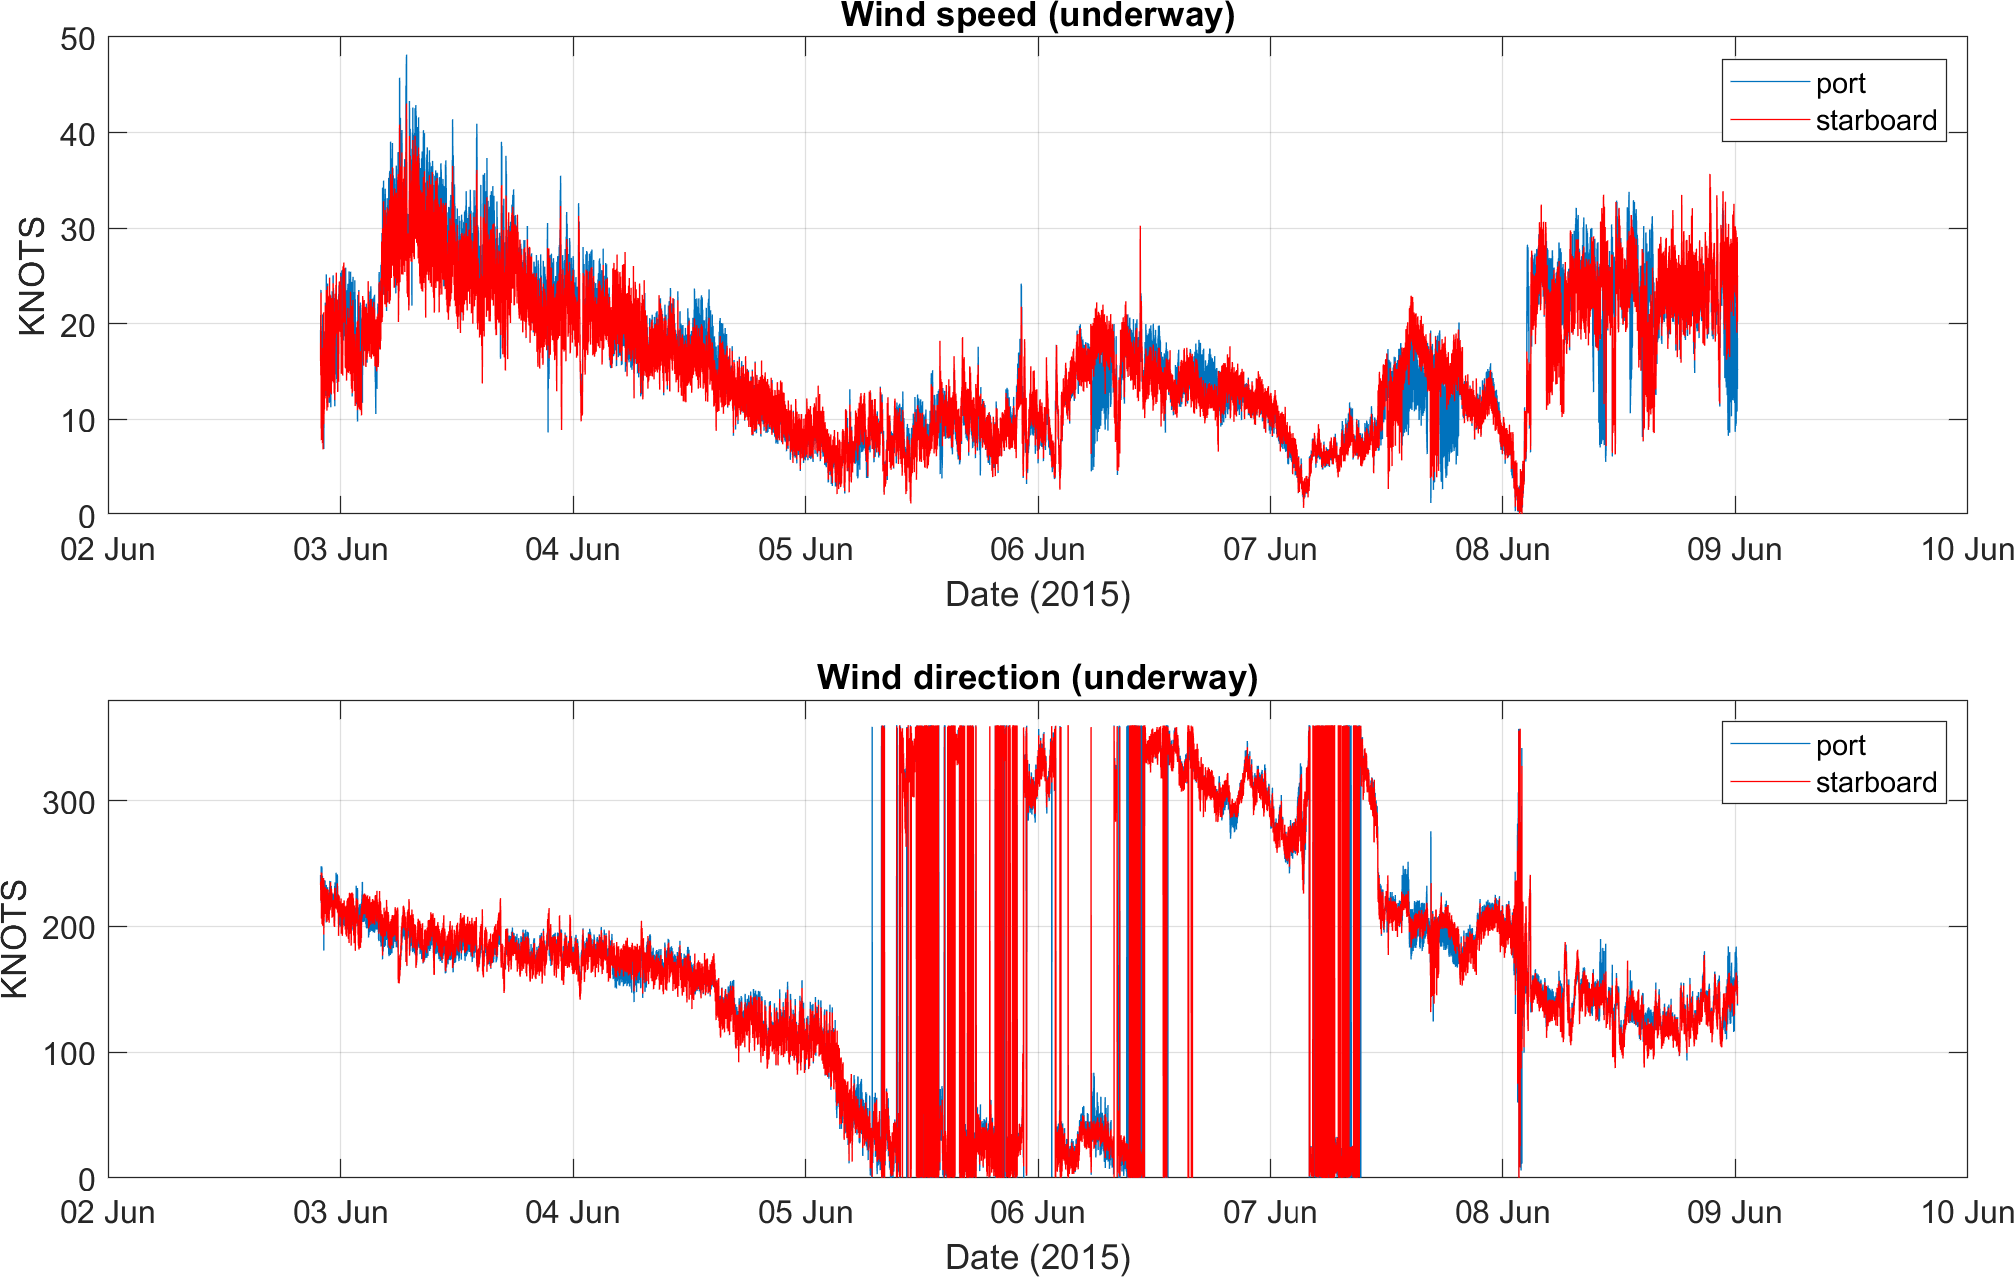 Wind speed (underway)
50
40
30
20
10
0
KNOTS
port
starboard
02 Jun 03 Jun 04 Jun 05 Jun 06 Jun 07 Jun 08 Jun 09 Jun 10 Jun
Date (2015)
Wind direction (underway)
300
200
100
0
KNOTS
port
starboard
02 Jun 03 Jun 04 Jun 05 Jun 06 Jun 07 Jun 08 Jun 09 Jun 10 Jun
Date (2015)